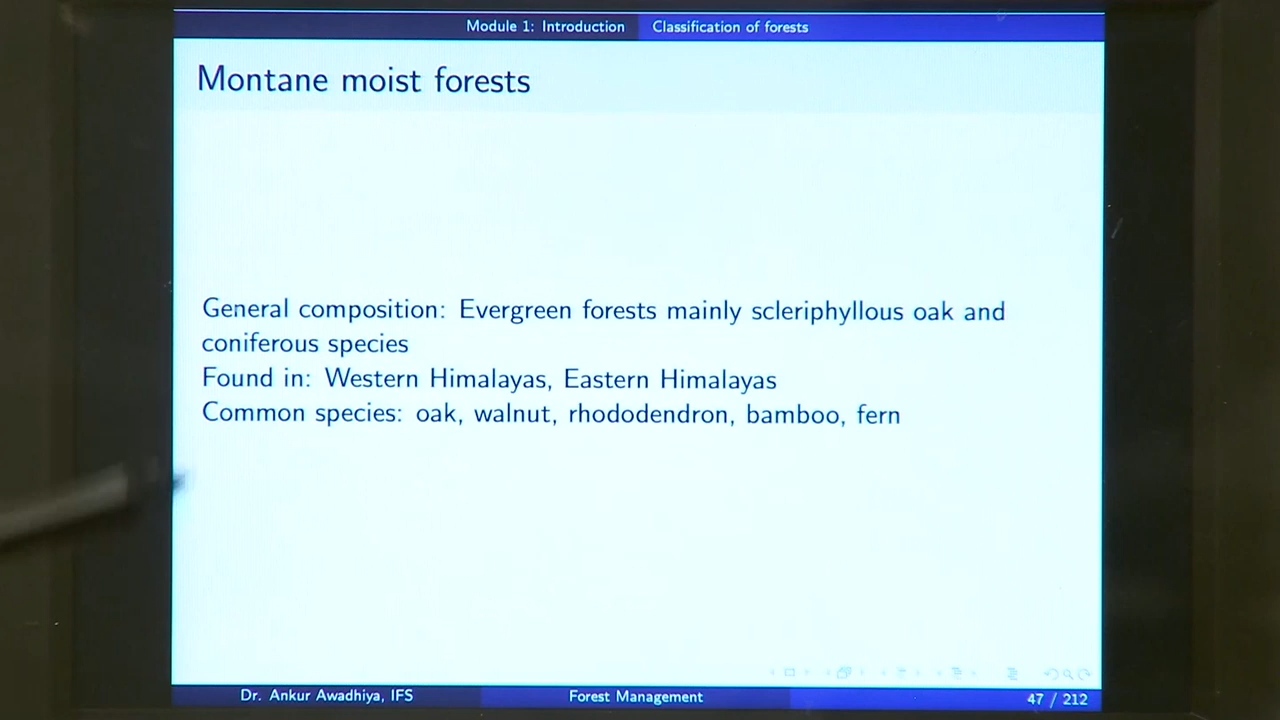 Module 1: Introduction Classification of forests
Montane moist forests
General composition: Evergreen forests mainly scleriphyllous oak and
coniferous species
Found in: Western Himalayas, Eastern Himalayas
Common species: oak, walnut, rhododendron, bamboo, fern
Dr. Ankur Awadhiya, IFS Forest Management 47 / 212